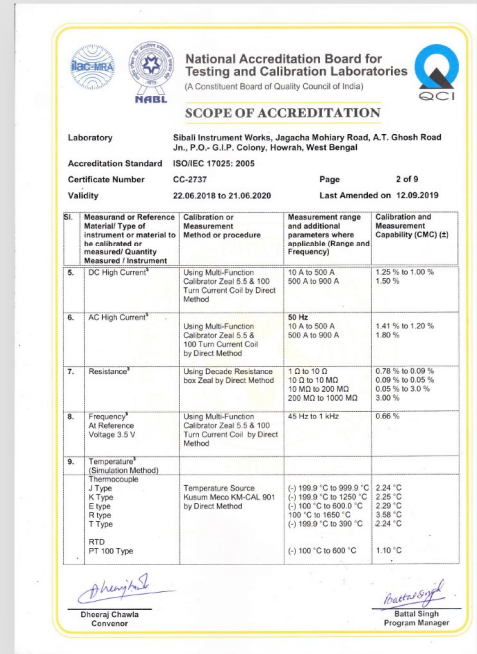 ilac-MRA
NABL
National Accreditation Board for
Testing and Calibration Laboratories
(A Constituent Board of Quality Council of India)
QCI
SCOPE OF ACCREDITATION
Laboratory Sibali Instrument Works, Jagacha Mohiary Road, A.T. Ghosh Road
Jn., P.O.- G.I.P. Colony, Howrah, West Bengal
Accreditation Standard ISO/IEC 17025: 2005
Certificate Number CC-2737 Page 2 of 9
Validity 22.06.2018 to 21.06.2020 Last Amended on 12.09.2019
Sl. Measurand or Reference Material/ Type of instrument or material to be calibrated or measured/ Quantity Measured / Instrument
Calibration or Measurement Method or procedure
Measurement range and additional parameters where applicable (Range and Frequency)
Calibration and Measurement Capability (CMC) (±)
5. DC High Current$ Using Multi-Function 10 A to 500 A 1.25 % to 1.00 %
Calibrator Zeal 5.5 & 100 500 A to 900 A 1.50 %
Turn Current Coil by Direct
Method
6. AC High Current$ 50 Hz
Using Multi-Function 10 A to 500 A 1.41 % to 1.20 %
Calibrator Zeal 5.5 & 500 A to 900 A 1.80 %
100 Turn Current Coil
by Direct Method
7. Resistance$ Using Decade Resistance 1 Ω to 10 Ω 0.78 % to 0.09 %
box Zeal by Direct Method 10 Ω to 10 MΩ 0.09 % to 0.05 %
10 MΩ to 200 MΩ 0.05 % to 3.0 %
200 MΩ to 1000 MΩ 3.00 %
8. Frequency$ Using Multi-Function 45 Hz to 1 kHz 0.66 %
At Reference Calibrator Zeal 5.5 & 100
Voltage 3.5 V Turn Current Coil by Direct
Method
9. Temperature$
(Simulation Method)
Thermocouple
J Type Temperature Source (-) 199.9 °C to 999.9 °C 2.24 °C
K Type Kusum Meco KM-CAL 901 (-) 199.9 °C to 1250 °C 2.25 °C
E type by Direct Method (-) 100 °C to 600.0 °C 2.29 °C
R type 100 °C to 1650 °C 3.58 °C
T Type (-) 199.9 °C to 390 °C 2.24 °C
RTD
PT 100 Type (-) 100 °C to 600 °C 1.10 °C
Battal Singh
Dheeraj Chawla Battal Singh
Convenor Program Manager